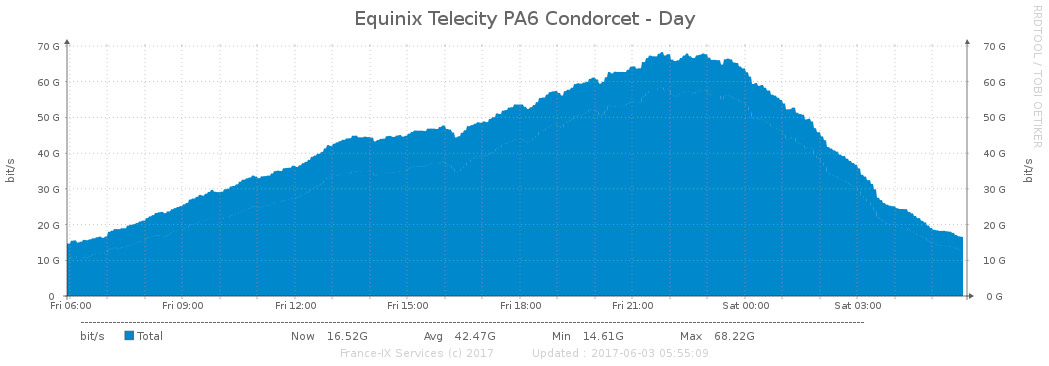 Equinix Telecity PA6 Condorcet - Day
RRDTOOL / TOBI OETIKER
70 G 70 G
60 G 60 G
50 G 50 G
40 G 40 G
30 G 30 G
20 G 20 G
10 G 10 G
0 0 G
bit/s bit/s
Fri 06:00 Fri 09:00 Fri 12:00 Fri 15:00 Fri 18:00 Fri 21:00 Sat 00:00 Sat 03:00
bit/s Total Now 16.52G Avg 42.47G Min 14.61G Max 68.22G
France-IX Services (c) 2017 Updated : 2017-06-03 05:55:09